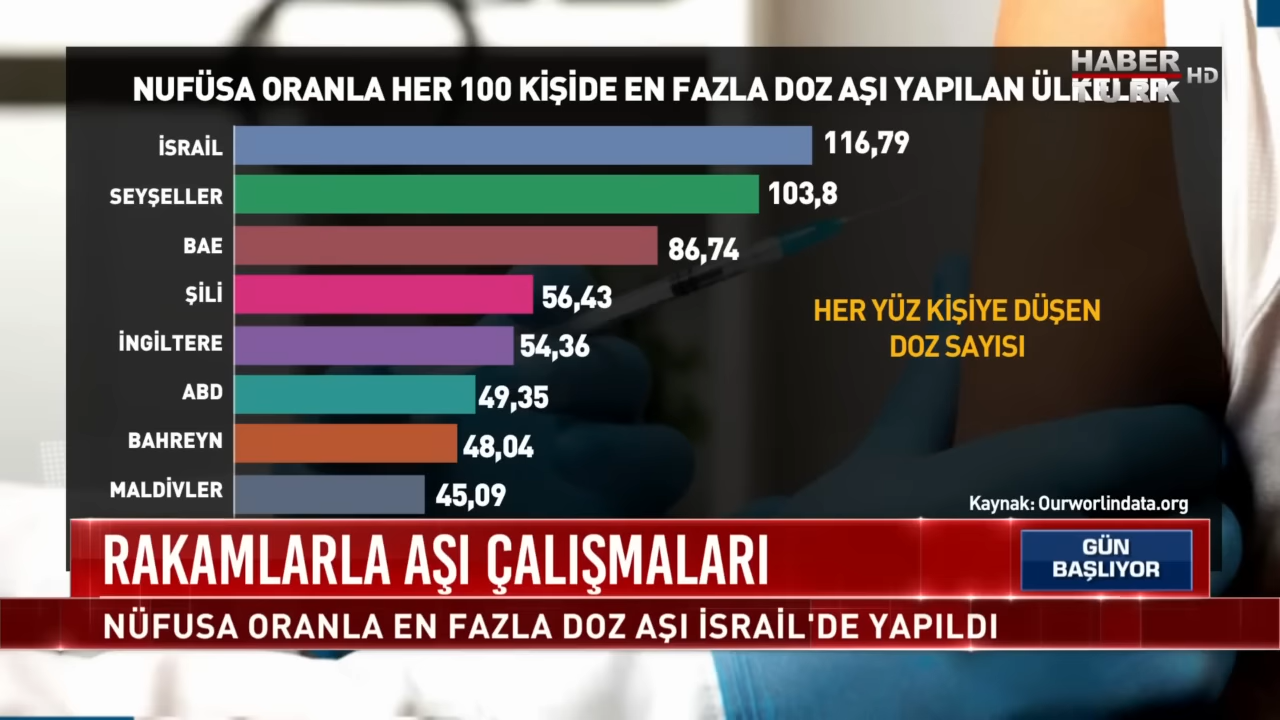 HABER
TURK HD
NUFÜSA ORANLA HER 100 KİŞİDE EN FAZLA DOZ AŞI YAPILAN ÜLKELER
İSRAİL 116,79
SEYŞELLER 103,8
BAE 86,74
ŞİLİ 56,43
İNGİLTERE 54,36
ABD 49,35
BAHREYN 48,04
MALDİVLER 45,09
HER YÜZ KİŞİYE DÜŞEN
DOZ SAYISI
Kaynak: Ourworlindata.org
RAKAMLARLA AŞI ÇALIŞMALARI
GÜN
BAŞLIYOR
NÜFUSA ORANLA EN FAZLA DOZ AŞI İSRAİL'DE YAPILDI